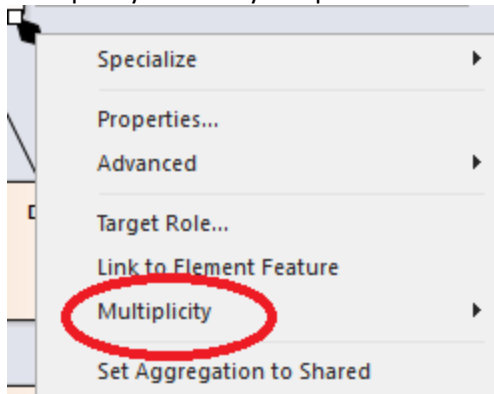 Specialize
Properties...
Advanced
Target Role...
Link to Element Feature
Multiplicity
Set Aggregation to Shared